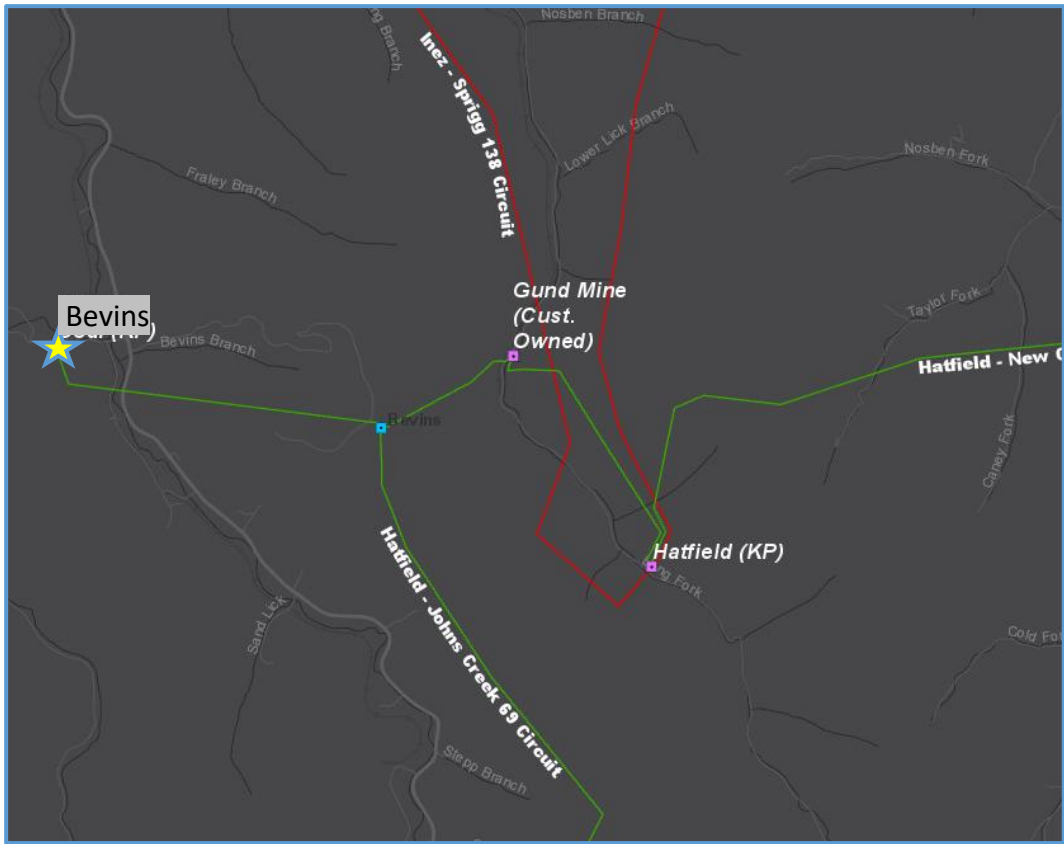 Nosben Branch
Branch
Inez - Sprigg 138 Circuit
Lower Lick Branch
Nosben Fork
Fraley Branch
Gund Mine
(Cust.
Owned)
Taylor Fork
Bevins
Bevins Branch
Hatfield - New
Bevins
Caney Fork
Hatfield (KP)
Fork
Hatfield - Johns Creek 69 Circuit
Sand Lick
Cold
Stepp Branch